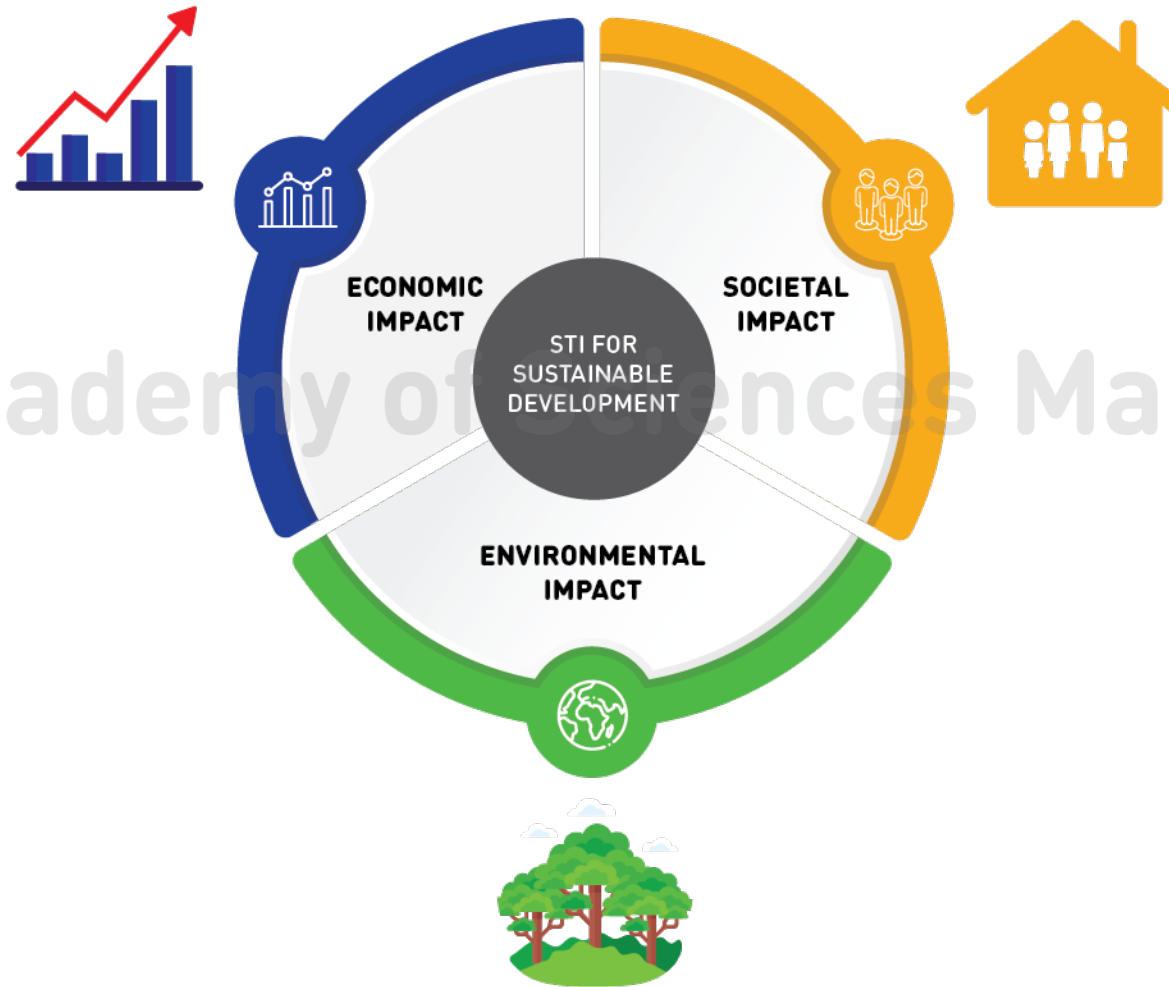 ECONOMIC
IMPACT
SOCIETAL
IMPACT
STI FOR
SUSTAINABLE
DEVELOPMENT
ademy of Sciences Ma
ENVIRONMENTAL
IMPACT